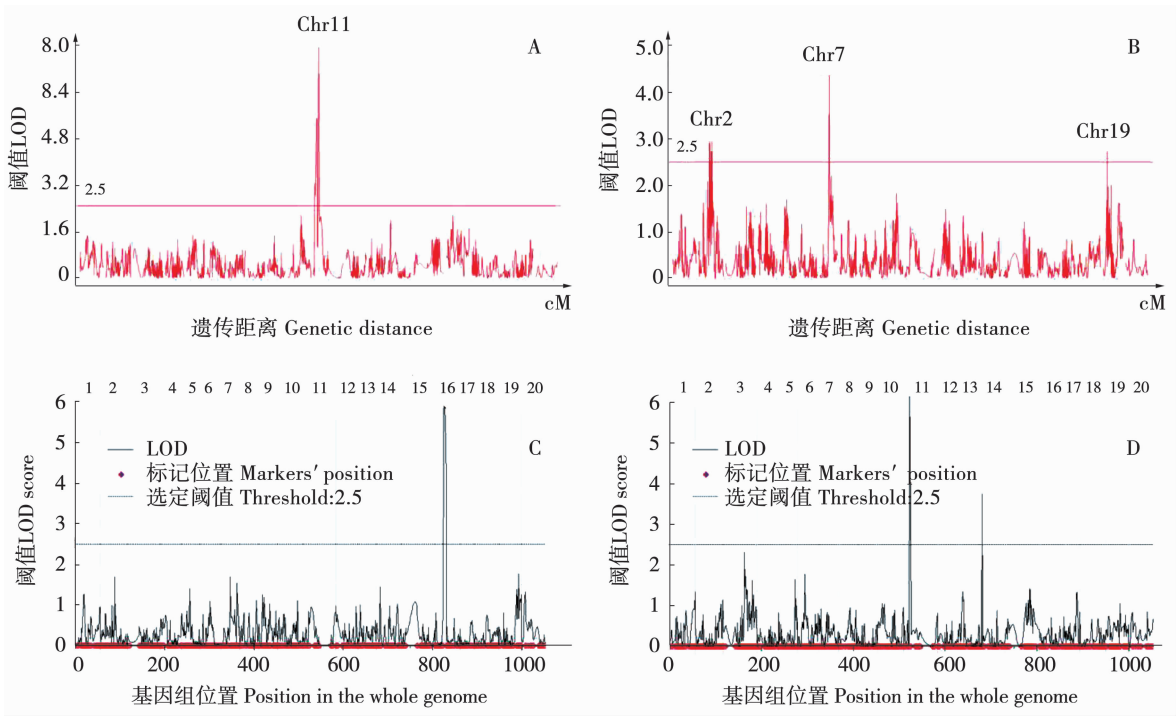 Chr11
A
8.0
8.4
4.8
3.2
1.6
0
2.5
阈值LOD
cM
遗传距离 Genetic distance
B
5.0
4.0
3.0
2.0
1.0
0
2.5
Chr2
Chr7
Chr19
阈值LOD
cM
遗传距离 Genetic distance
1 2 3 4 5 6 7 8 9 10 11 12 13 14 15 16 17 18 19 20
C
6
5
4
3
2
1
0
LOD
标记位置 Markers' position
选定阈值 Threshold:2.5
阈值LOD score
0 200 400 600 800 1000
基因组位置 Position in the whole genome
1 2 3 4 5 6 7 8 9 10 11 12 13 14 15 16 17 18 19 20
D
6
5
4
3
2
1
0
LOD
标记位置 Markers' position
选定阈值 Threshold:2.5
阈值LOD score
0 200 400 600 800 1000
基因组位置 Position in the whole genome